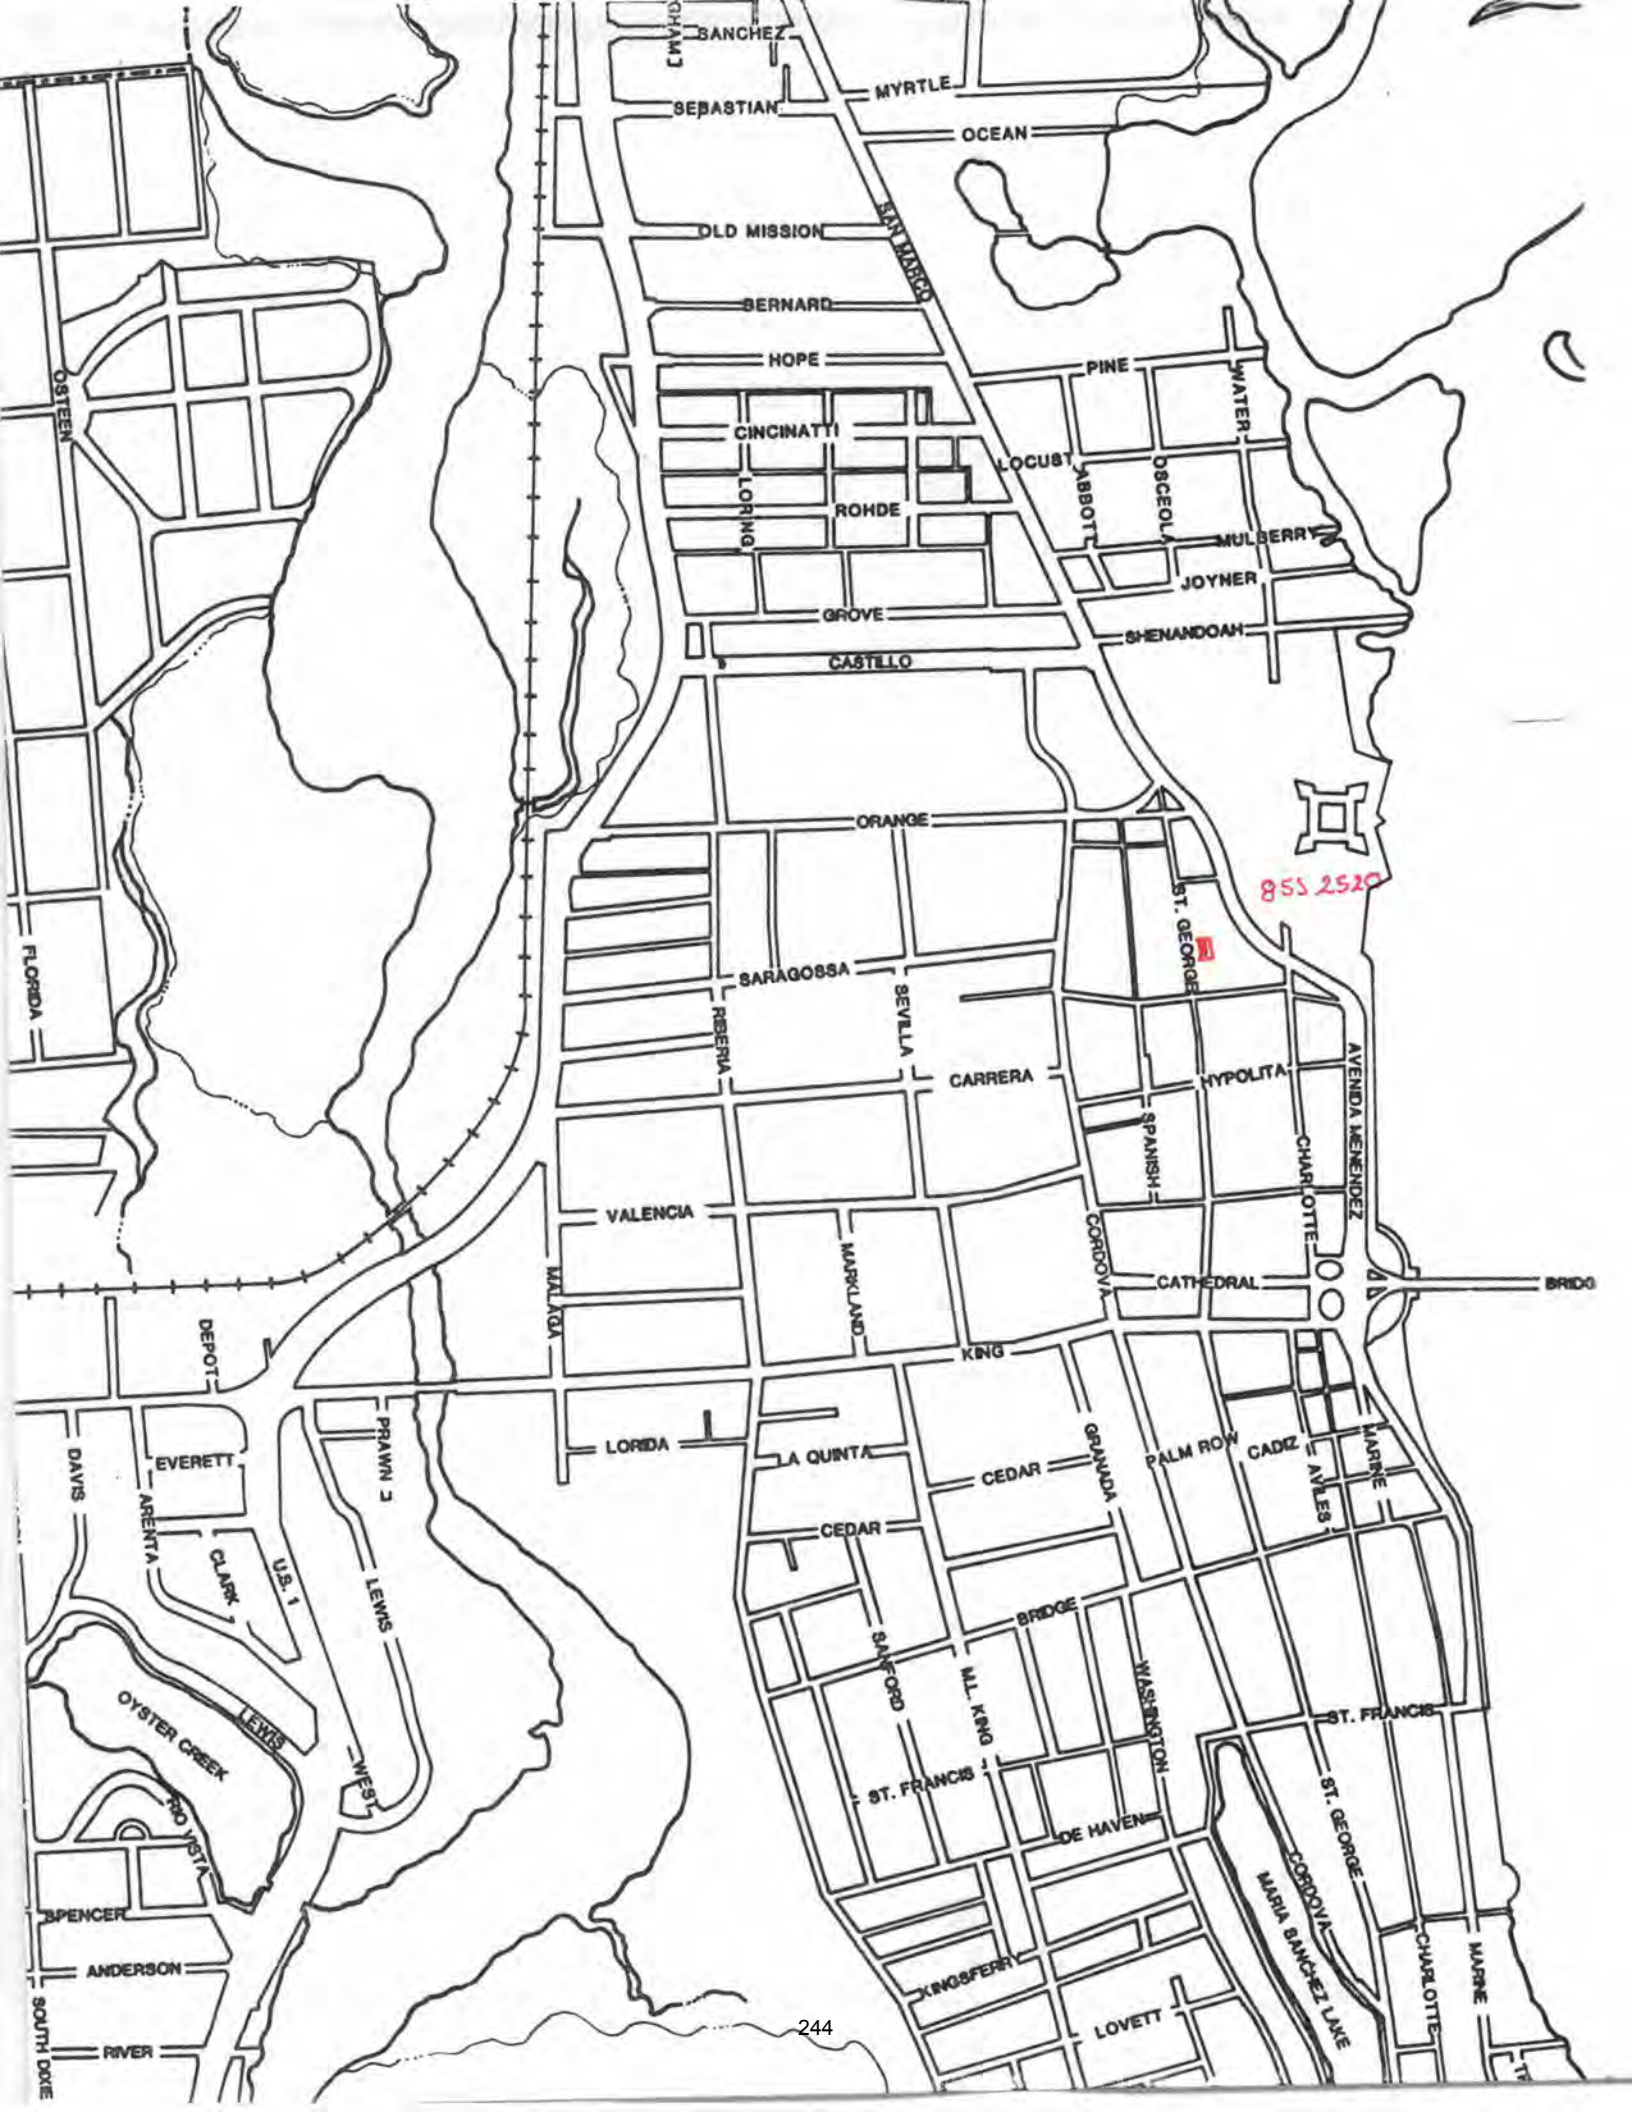 SANCHEZ
MYRTLE
SEBASTIAN
OCEAN
SAN MARCO
OLD MISSION
BERNARD
HOPE
PINE
WATER
OSTEEN
CINCINATTI
LOCUST
ABBOTT
OSCEOLA
LORING
ROHDE
MULBERRY
JOYNER
GROVE
SHENANDOAH
CASTILLO
ORANGE
855 2520
ST. GEORGE
FLORIDA
SARAGOSSA
RIBERIA
SEVILLA
CARRERA
HYPOLITA
AVENIDA MENENDEZ
SPANISH
CHARLOTTE
VALENCIA
CORDOVA
MARKLAND
MALAGA
CATHEDRAL
BRIDG
DEPOT
KING
PRAWN
LORIDA
LA QUINTA
GRANADA
PALM ROW
CADIZ
AVILES
MARINE
DAVIS
EVERETT
ARENTA
CEDAR
CEDAR
CLARK
U.S. 1
LEWIS
BRIDGE
SANFORD
M.L. KING
WASHINGTON
OYSTER CREEK
LEWIS
ST. FRANCIS
WEST
ST. FRANCIS
ST. GEORGE
RIO VISTA
DE HAVEN
CORDOVA
MARIA SANCHEZ LAKE
SPENCER
ANDERSON
KINGSFERRY
CHARLOTTE
MARINE
SOUTH DIXIE
LOVETT
244
RIVER